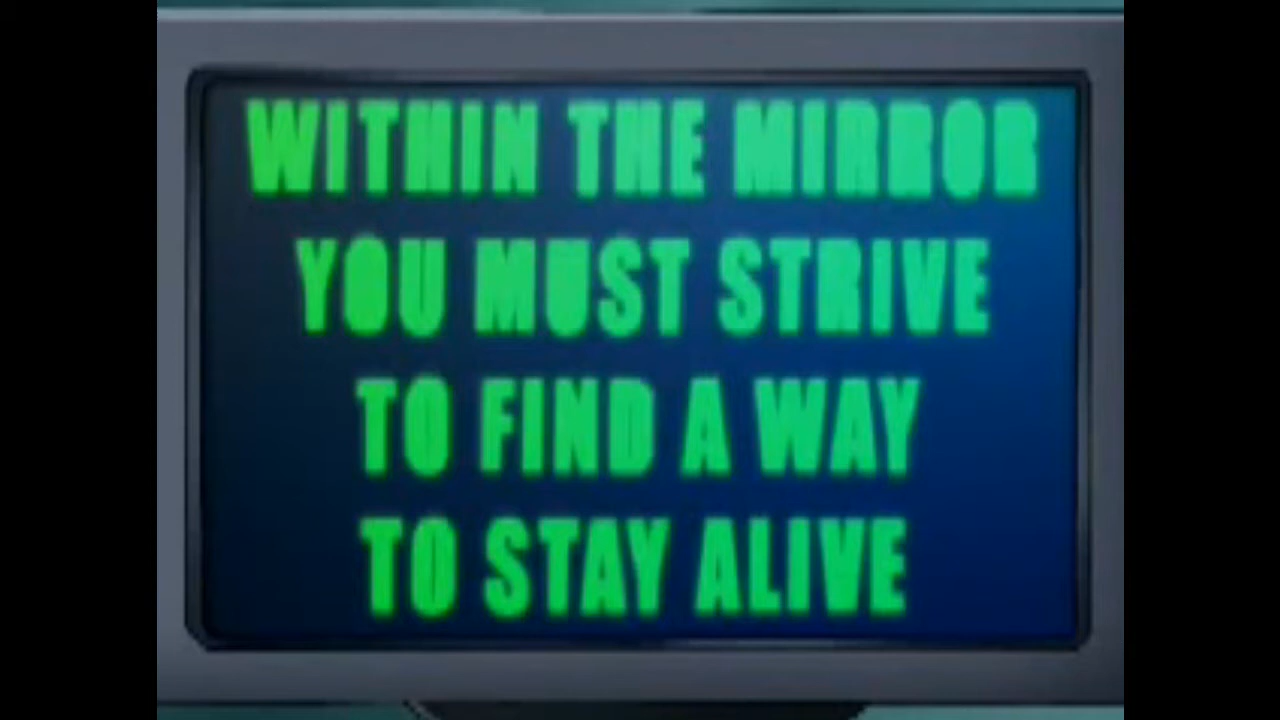 WITHIN THE MIRROR
YOU MUST STRIVE
TO FIND A WAY
TO STAY ALIVE